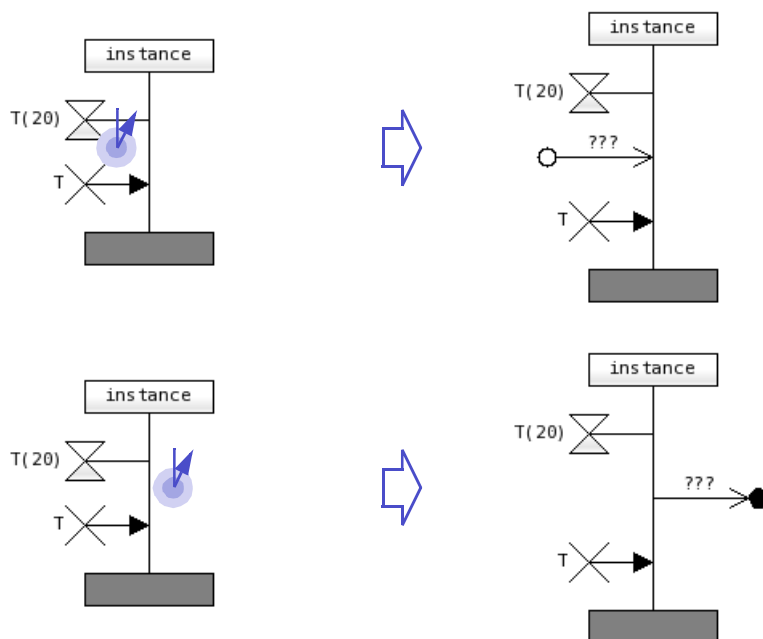 instance
T(20)
T
instance
T(20)
???
T
instance
T(20)
T
instance
T(20)
???
T